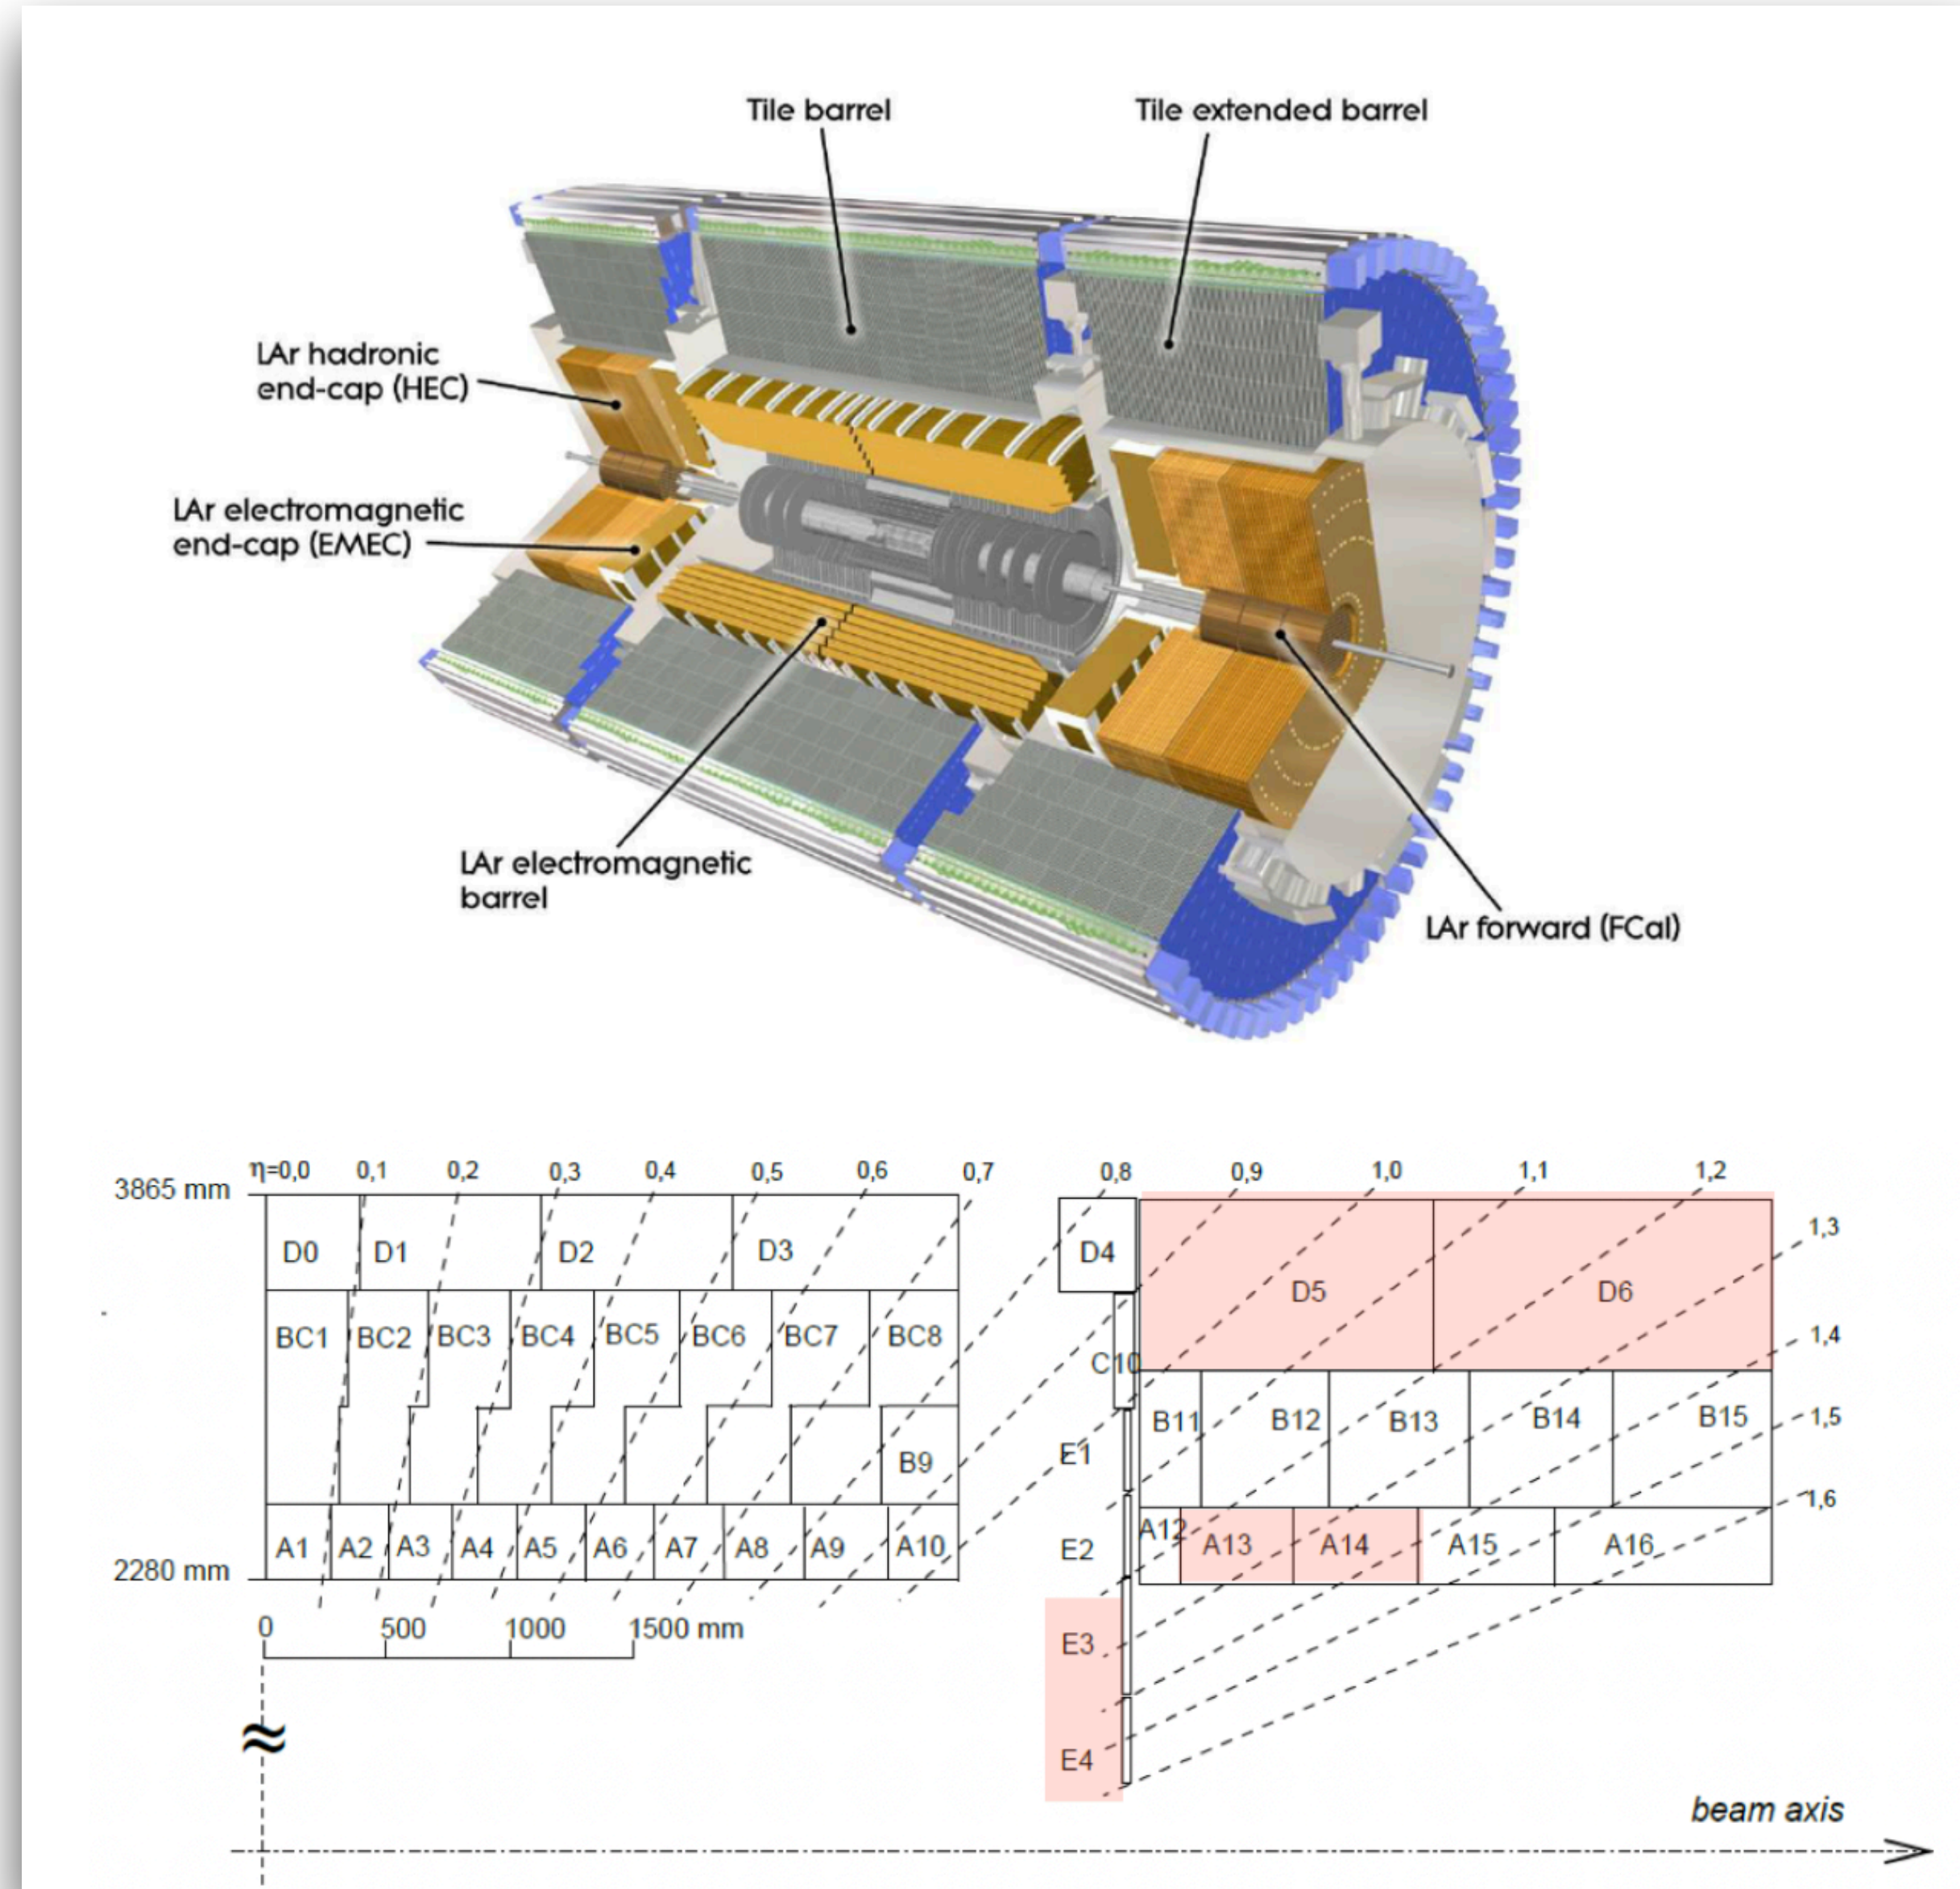 Tile barrel
Tile extended barrel
LAr hadronic
end-cap (HEC)
LAr electromagnetic
end-cap (EMEC)
LAr electromagnetic
barrel
LAr forward (FCal)
η=0,0 0,1 0,2 0,3 0,4 0,5 0,6 0,7 0,8 0,9 1,0 1,1 1,2
3865 mm
1,3
D0 D1 D2 D3 D4 D5 D6
1,4
BC1 BC2 BC3 BC4 BC5 BC6 BC7 BC8 C10
B9 E1 B11 B12 B13 B14 B15 1,5
1,6
A1 A2 A3 A4 A5 A6 A7 A8 A9 A10 E2 A12 A13 A14 A15 A16
2280 mm
0 500 1000 1500 mm
E3
E4
beam axis